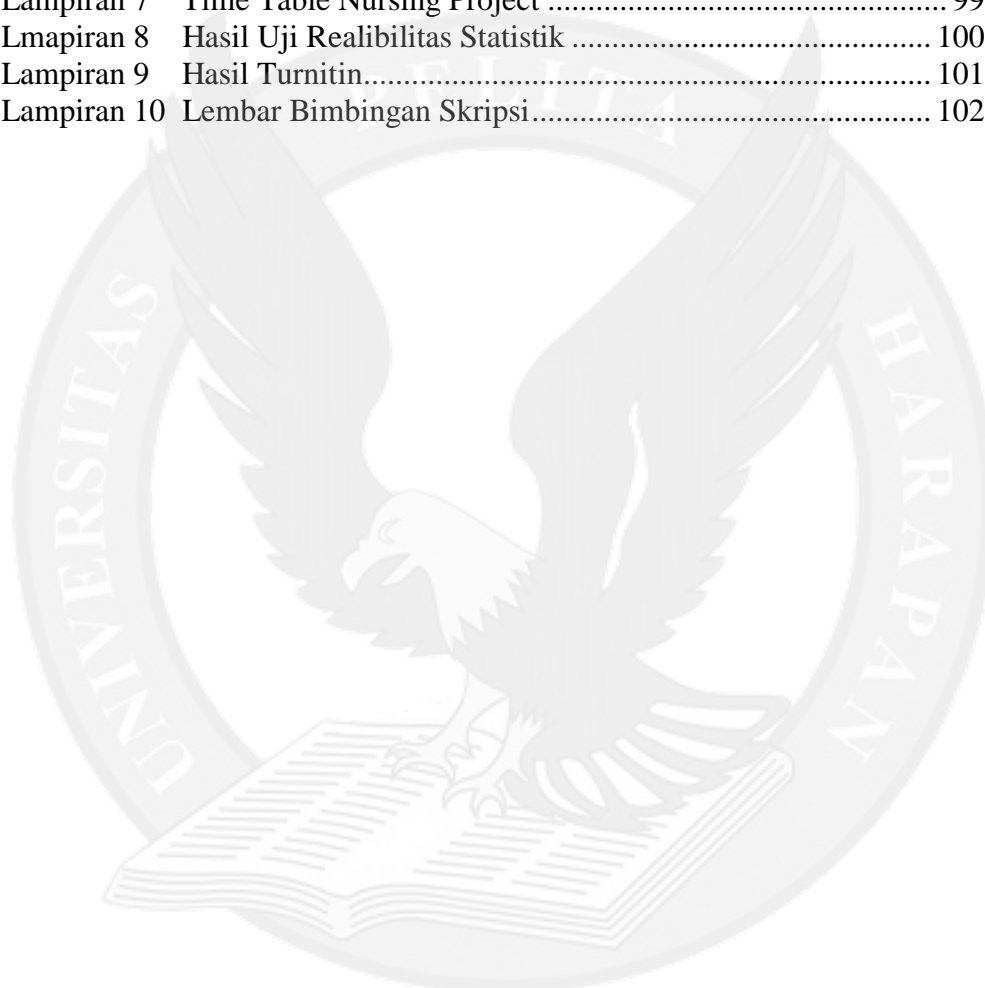 Lampiran 7 Time Table Nursing Project ........................................................ 99
Lmapiran 8 Hasil Uji Realibilitas Statistik ................................................... 100
Lampiran 9 Hasil Turnitin................................................................................ 101
Lampiran 10 Lembar Bimbingan Skripsi......................................................... 102
UNIVERSITAS PELITA HARAPAN